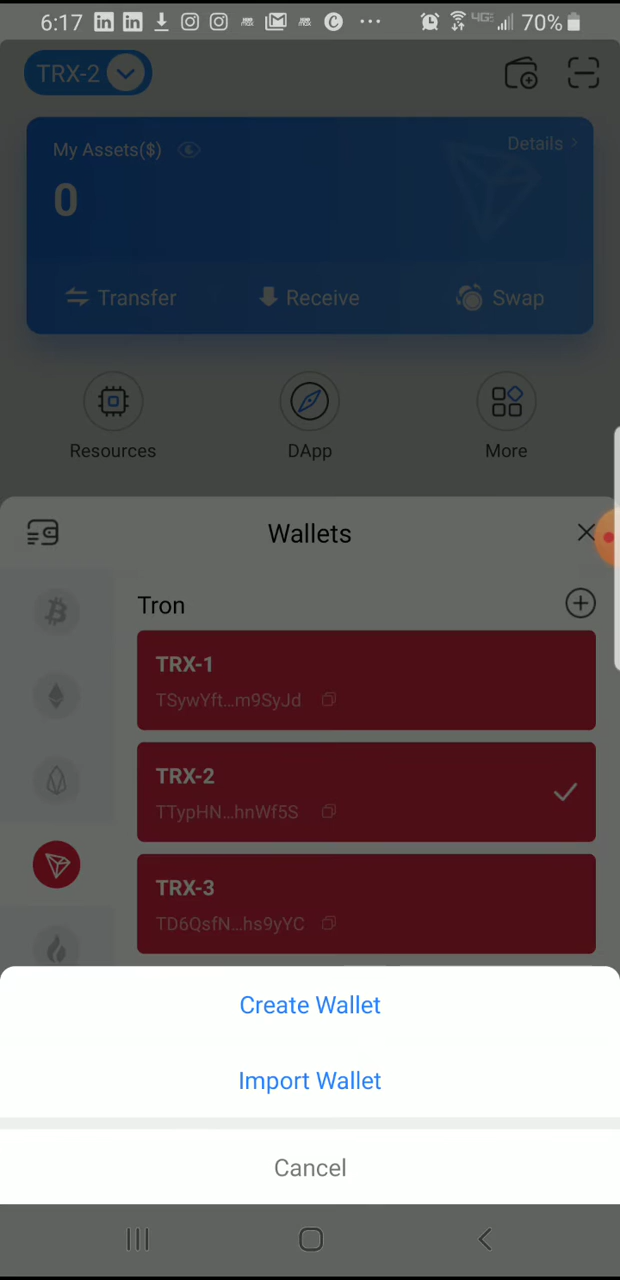 6:17 70%
TRX-2
My Assets($) Details >
0
Transfer Receive Swap
Resources DApp More
Wallets
Tron
TRX-1
TSywYft...m9SyJd
TRX-2
TTypHN...hnWf5S
TRX-3
TD6QsfN...hs9yYC
Create Wallet
Import Wallet
Cancel